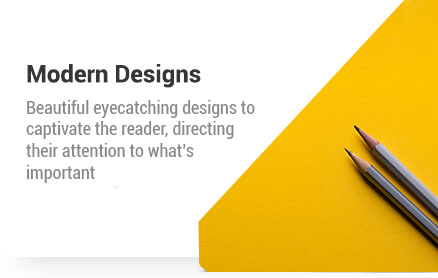 Modern Designs
Beautiful eyecatching designs to
captivate the reader, directing
their attention to what's
important